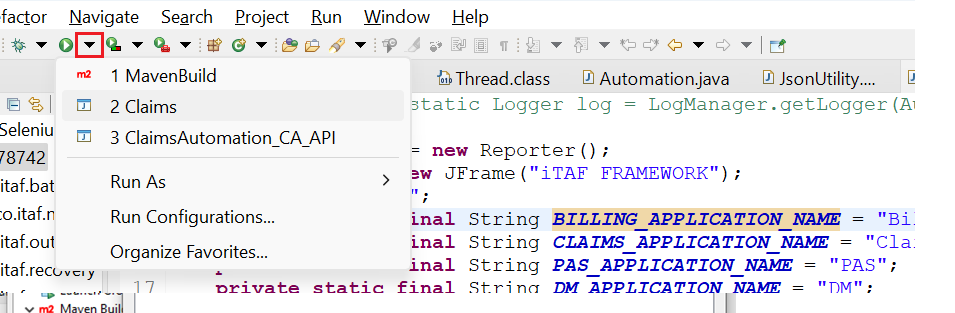 efactor Navigate Search Project Run Window Help
Thread.class Automation.java JsonUtility....
1 MavenBuild
2 Claims
static Logger log = LogManager.getLogger(Au
3 ClaimsAutomation_CA_API
= new Reporter();
Selenium
78742
ew JFrame("iTAF FRAMEWORK");
Run As
";
itaf.bat
Run Configurations...
inal String BILLING_APPLICATION_NAME = "Bil
co.itaf.n
itaf.out
inal String CLAIMS_APPLICATION_NAME = "Clai
Organize Favorites...
itaf.recovery
inal String PAS_APPLICATION_NAME = "PAS";
17 private static final String DM_APPLICATION_NAME = "DM";
Maven Build